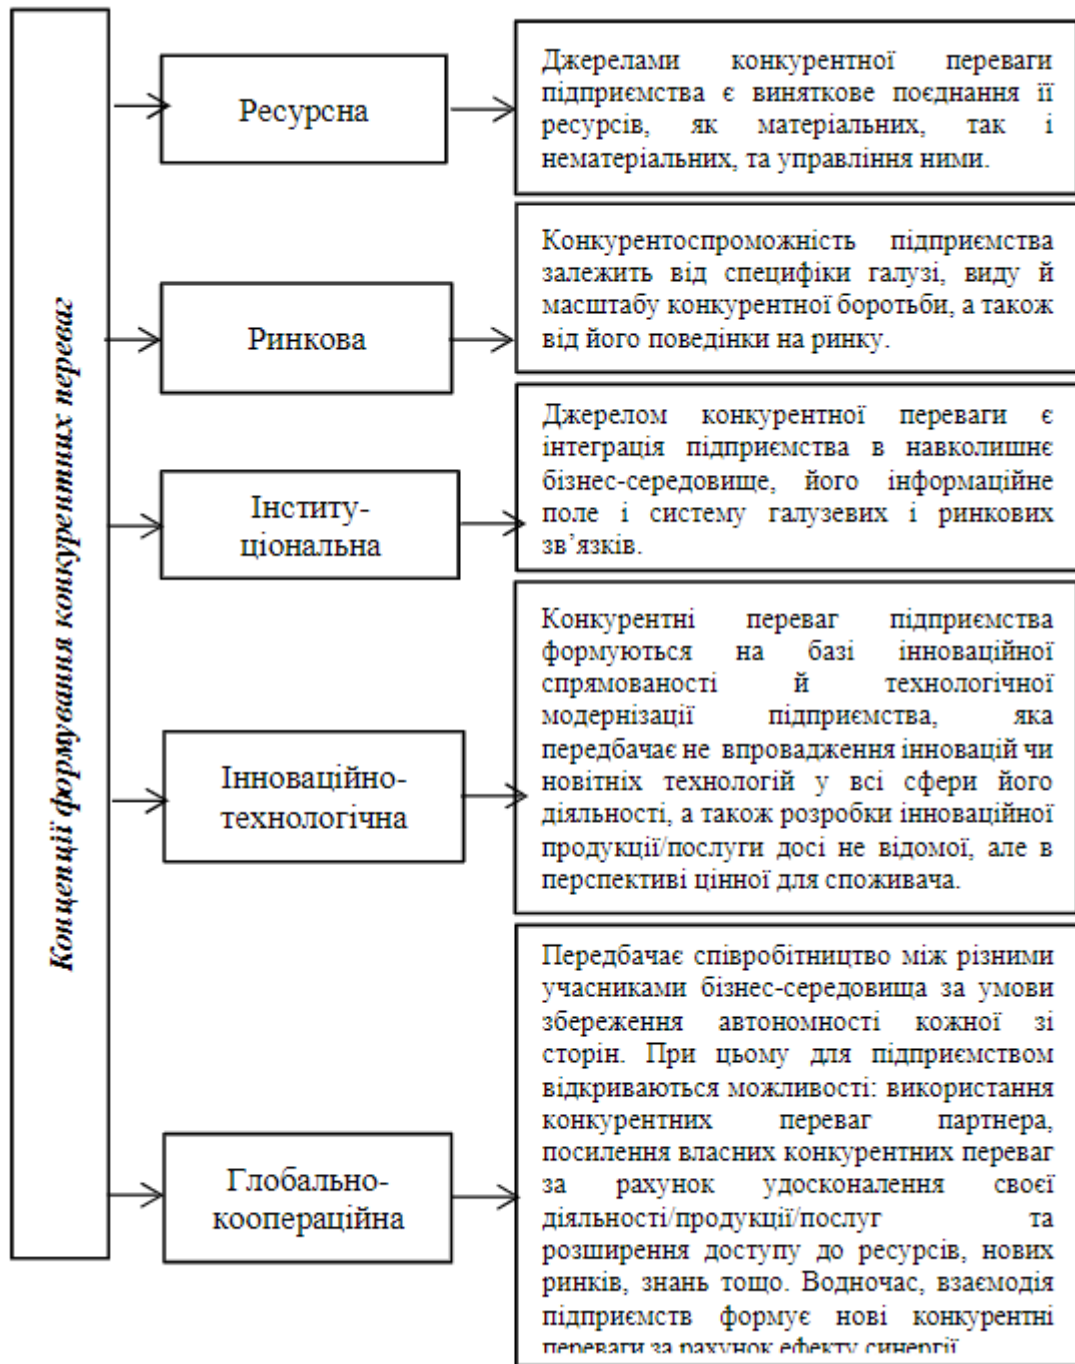 Концепції формування конкурентних переваг
Ресурсна
Джерелами конкурентної переваги
підприємства є виняткове поєднання її
ресурсів, як матеріальних, так і
нематеріальних, та управління ними.
Ринкова
Конкурентоспроможність підприємства
залежить від специфіки галузі, виду й
масштабу конкурентної боротьби, а також
від його поведінки на ринку.
Інститу-
ціональна
Джерелом конкурентної переваги є
інтеграція підприємства в навколишнє
бізнес-середовище, його інформаційне
поле і систему галузевих і ринкових
зв’язків.
Інноваційно-
технологічна
Конкурентні переваг підприємства
формуються на базі інноваційної
спрямованості й технологічної
модернізації підприємства, яка
передбачає не впровадження інновацій чи
новітніх технологій у всі сфери його
діяльності, а також розробки інноваційної
продукції/послуги досі не відомої, але в
перспективі цінної для споживача.
Глобально-
коопераційна
Передбачає співробітництво між різними
учасниками бізнес-середовища за умови
збереження автономності кожної зі
сторін. При цьому для підприємством
відкриваються можливості: використання
конкурентних переваг партнера,
посилення власних конкурентних переваг
за рахунок удосконалення своєї
діяльності/продукції/послуг та
розширення доступу до ресурсів, нових
ринків, знань тощо. Водночас, взаємодія
підприємств формує нові конкурентні
переваги за рахунок ефекту синергії